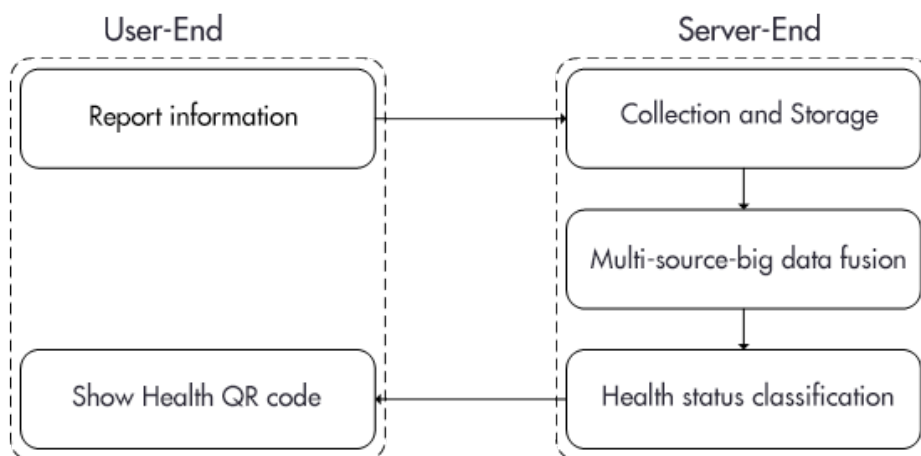 User-End
Server-End
Report information
Collection and Storage
Multi-source-big data fusion
Show Health QR code
Health status classification